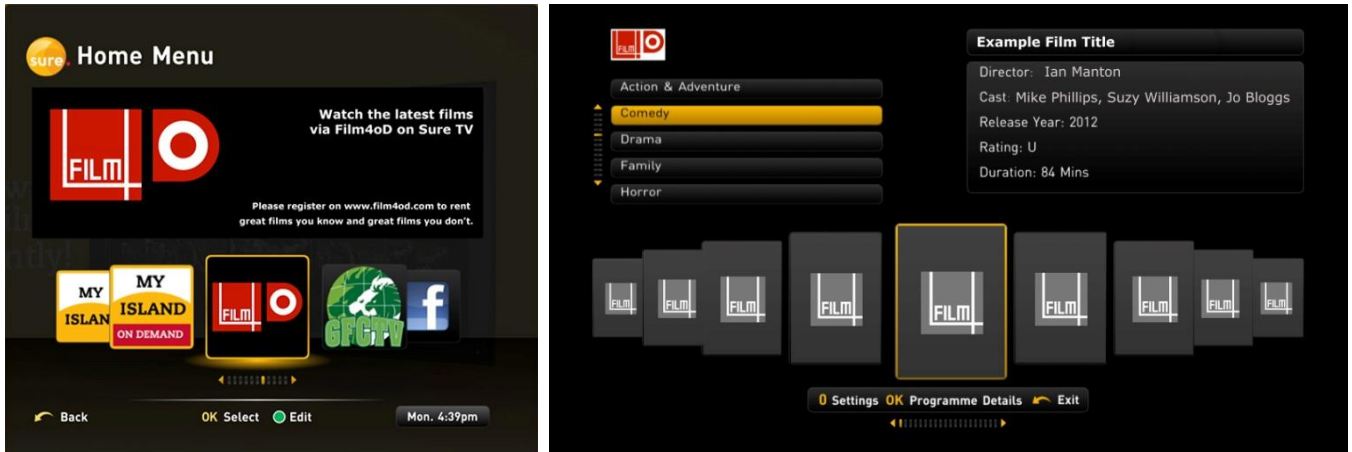 sure. Home Menu
Watch the latest films
via Film4oD on Sure TV
FILM
Please register on www.film4od.com to rent
great films you know and great films you don't.
MY
ISLAN
MY
ISLAND
ON DEMAND
FILM
GFCTV
f
Back
OK Select
Edit
Mon. 4:39pm
FILM
Action & Adventure
Comedy
Drama
Family
Horror
Example Film Title
Director: Ian Manton
Cast: Mike Phillips, Suzy Williamson, Jo Bloggs
Release Year: 2012
Rating: U
Duration: 84 Mins
FILM
FILM
FILM
FILM
FILM
FILM
FILM
FILM
FILM
0 Settings OK Programme Details Exit